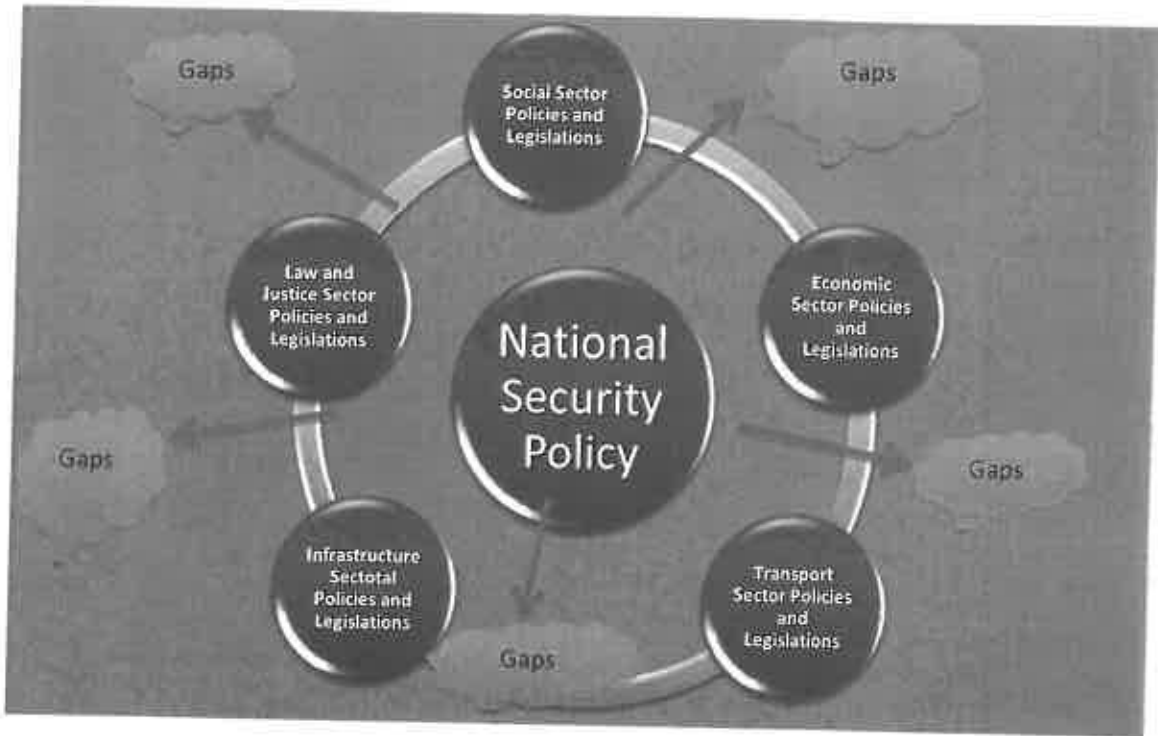 Gaps
Social Sector
Policies and
Legislations
Gaps
Law and
Justice Sector
Policies and
Legislations
Economic
Sector Policies
and
Legislations
National
Security
Policy
Gaps
Gaps
Infrastructure
Sectotal
Policies and
Legislations
Transport
Sector Policies
and
Legislations
Gaps